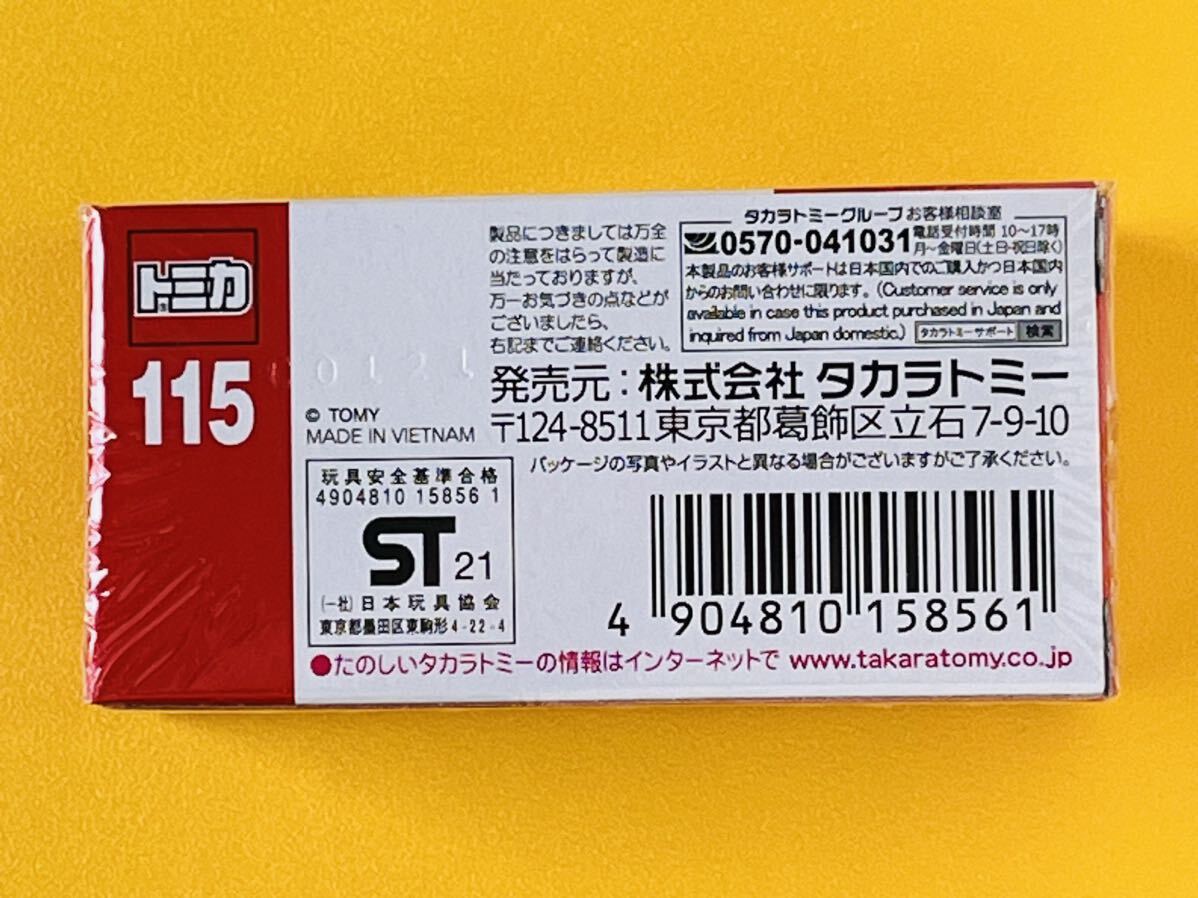 トミカ
®
115
0121
© TOMY
MADE IN VIETNAM
製品につきましては万全
の注意をはらって製造に
当たっておりますが、
万一お気づきの点などが
ございましたら、
右記までご連絡ください。
タカラトミーグループお客様相談室
0570-041031
電話受付時間 10〜17時
月〜金曜日(土日・祝日除く)
本製品のお客様サポートは日本国内でのご購入かつ日本国内
からのお問い合わせに限ります。(Customer service is only
available in case this product purchased in Japan and
inquired from Japan domestic.) タカラトミーサポート 検索
発売元：株式会社 タカラトミー
〒124-8511 東京都葛飾区立石7-9-10
パッケージの写真やイラストと異なる場合がございますがご了承ください。
玩具安全基準合格
4904810 15856 1
ST 21
(一社)日本玩具協会
東京都墨田区東駒形4-22-4
4 904810 158561
●たのしいタカラトミーの情報はインターネットで www.takaratomy.co.jp